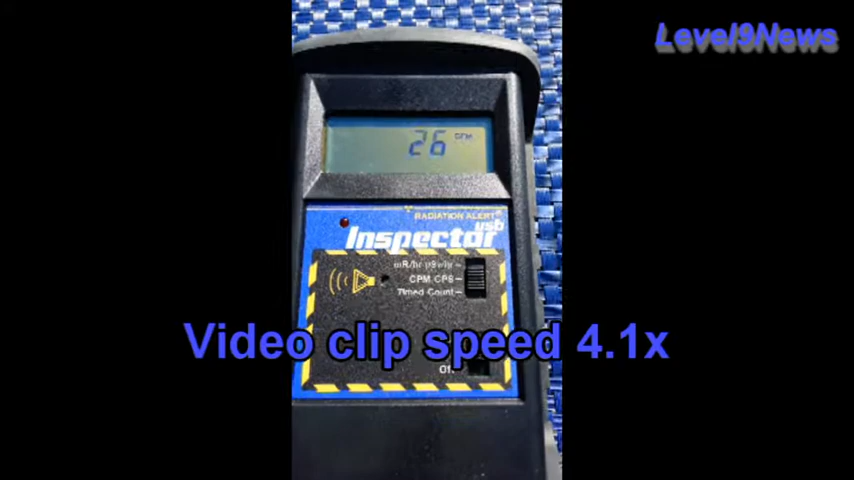 Level9News
26 CPM
RADIATION ALERT®
Inspector usb
mR/hr µSv/hr
CPM CPS
Timed Count
Video clip speed 4.1x